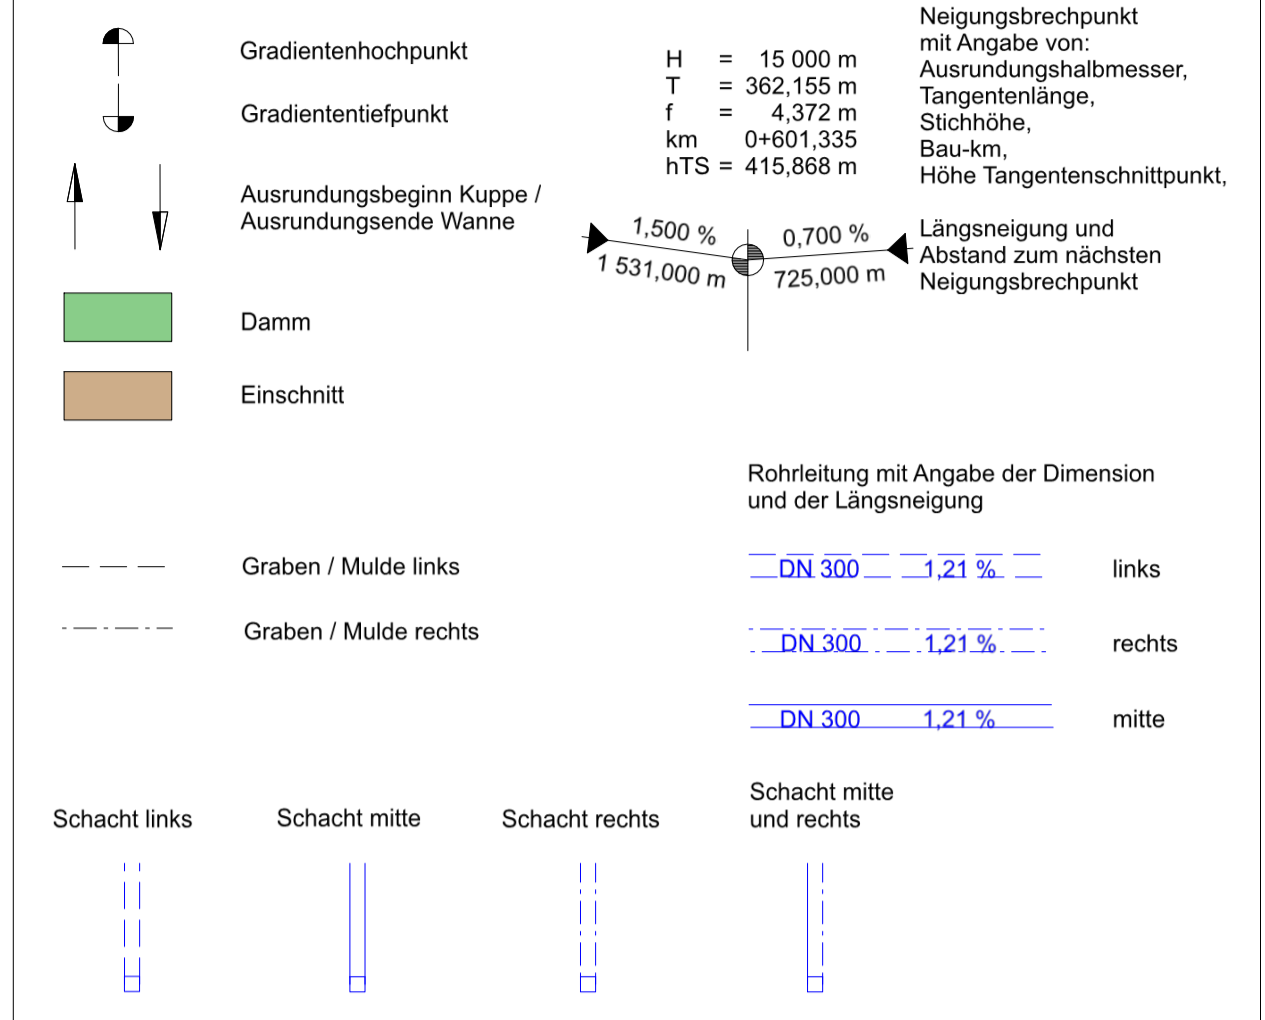 Gradientenhochpunkt
Gradiententiefpunkt
Ausrundungsbeginn Kuppe /
Ausrundungsende Wanne
Damm
Einschnitt
H = 15 000 m
T = 362,155 m
f = 4,372 m
km 0+601,335
hTS = 415,868 m
Neigungsbrechpunkt
mit Angabe von:
Ausrundungshalbmesser,
Tangentenlänge,
Stichhöhe,
Bau-km,
Höhe Tangentenschnittpunkt,
1,500 %
1 531,000 m
0,700 %
725,000 m
Längsneigung und
Abstand zum nächsten
Neigungsbrechpunkt
Graben / Mulde links
Graben / Mulde rechts
Rohrleitung mit Angabe der Dimension
und der Längsneigung
DN 300 1,21 % links
DN 300 1,21 % rechts
DN 300 1,21 % mitte
Schacht links
Schacht mitte
Schacht rechts
Schacht mitte
und rechts